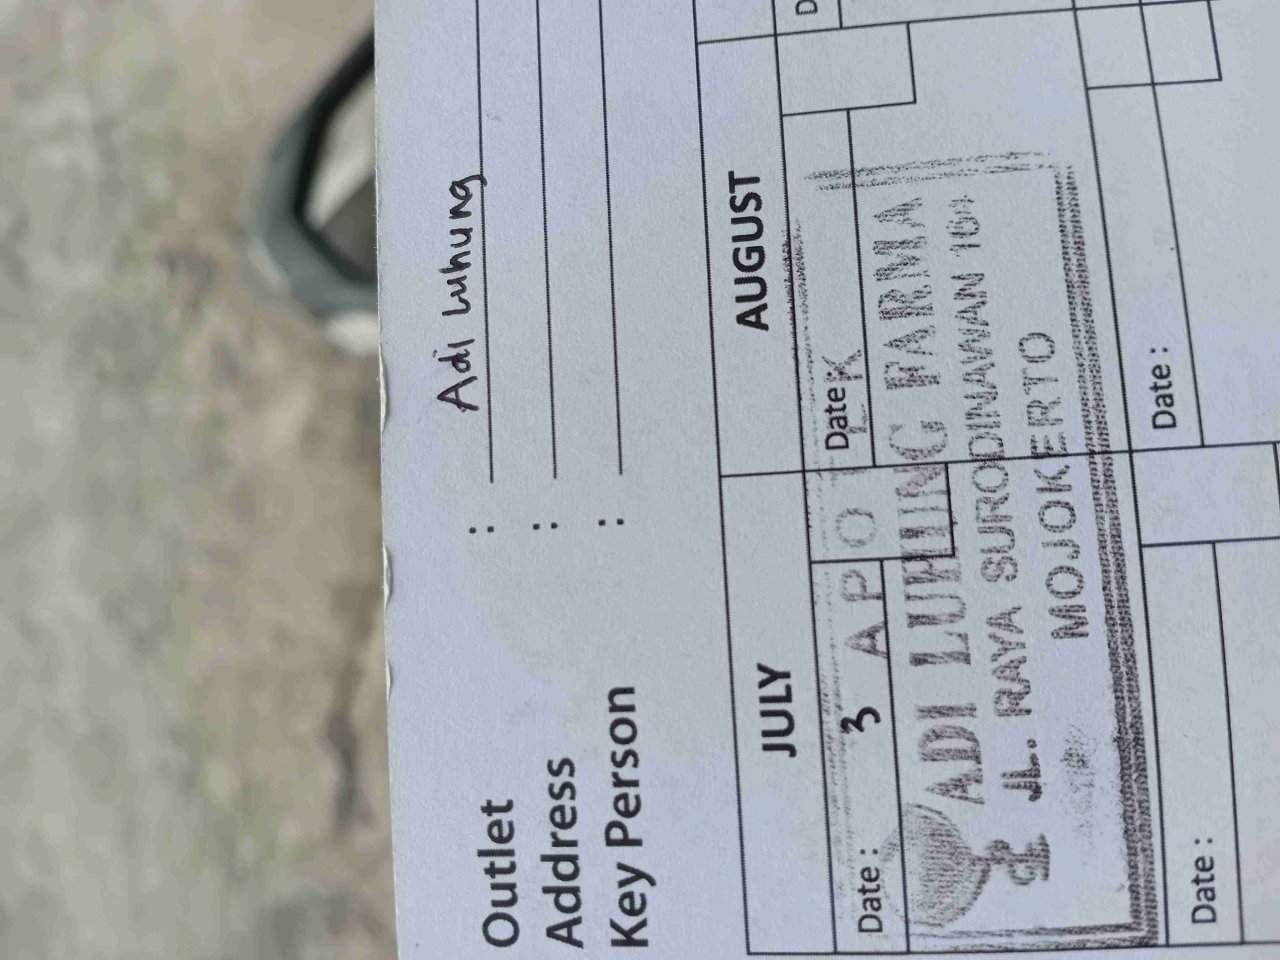 Outlet : Adi Luhung
Address :
Key Person :
JULY AUGUST
D
Date : 3 Date :
APOTEK
ADI LUHUNG FARMA
JL. RAYA SURODINAWAN
MOJOKERTO
Date : Date :